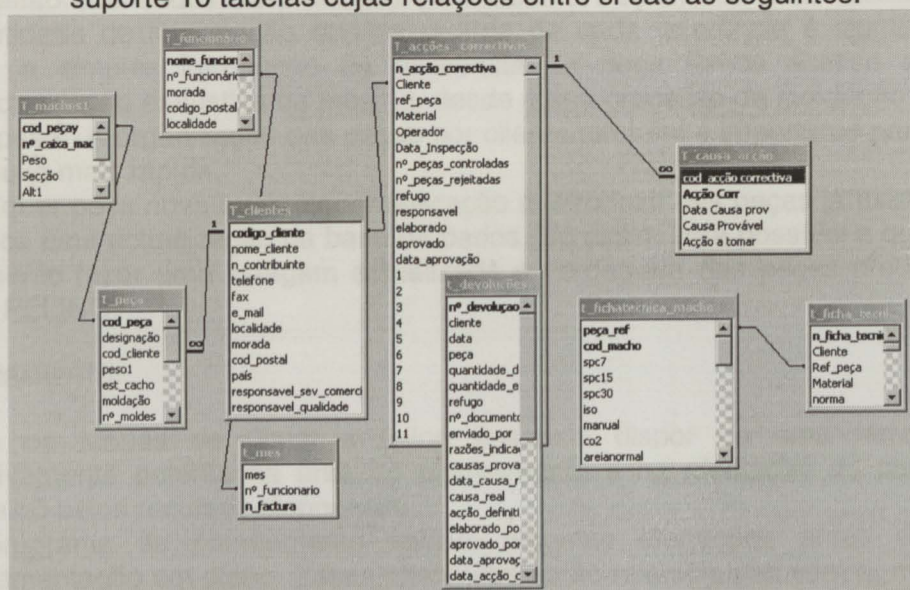 suporte 10 tabelas cujas relações entre si são as seguintes:
T_funcionário
nome_funcion
nº_funcionáric
morada
codigo_postal
localidade
T_machos1
cod_peçay
nº_caixa_mac
Peso
Secção
Alt1
T_acções_correctivas
n_acção_correctiva
Cliente
ref_peça
Material
Operador
Data_Inspecção
nº_peças_controladas
nº_peças_rejeitadas
refugo
responsavel
elaborado
aprovado
data_aprovação
1
2
3
4
5
6
7
8
9
10
11
1
∞
T_causa_acção
cod_acção correctiva
Acção Corr
Data Causa prov
Causa Provável
Acção a tomar
T_clientes
codigo_cliente
nome_cliente
n_contribuinte
telefone
fax
e_mail
localidade
morada
cod_postal
país
responsavel_sev_comerci
responsavel_qualidade
1
∞
T_peça
cod_peça
designação
cod_cliente
peso1
est_cacho
moldação
nº_moldes
t_mes
mes
nº_funcionario
n_factura
t_devoluções
nº_devoluçao
cliente
data
peça
quantidade_d
quantidade_e
refugo
nº_documento
enviado_por
razões_indica
causas_prova
data_causa_r
causa_real
acção_definiti
elaborado_po
aprovado_por
data_aprovaç
data_acção_c
t_fichatecnica_macho
peça_ref
cod_macho
spc7
spc15
spc30
iso
manual
co2
areianormal
t_ficha_tecni...
n_ficha_tecni
Cliente
Ref_peça
Material
norma